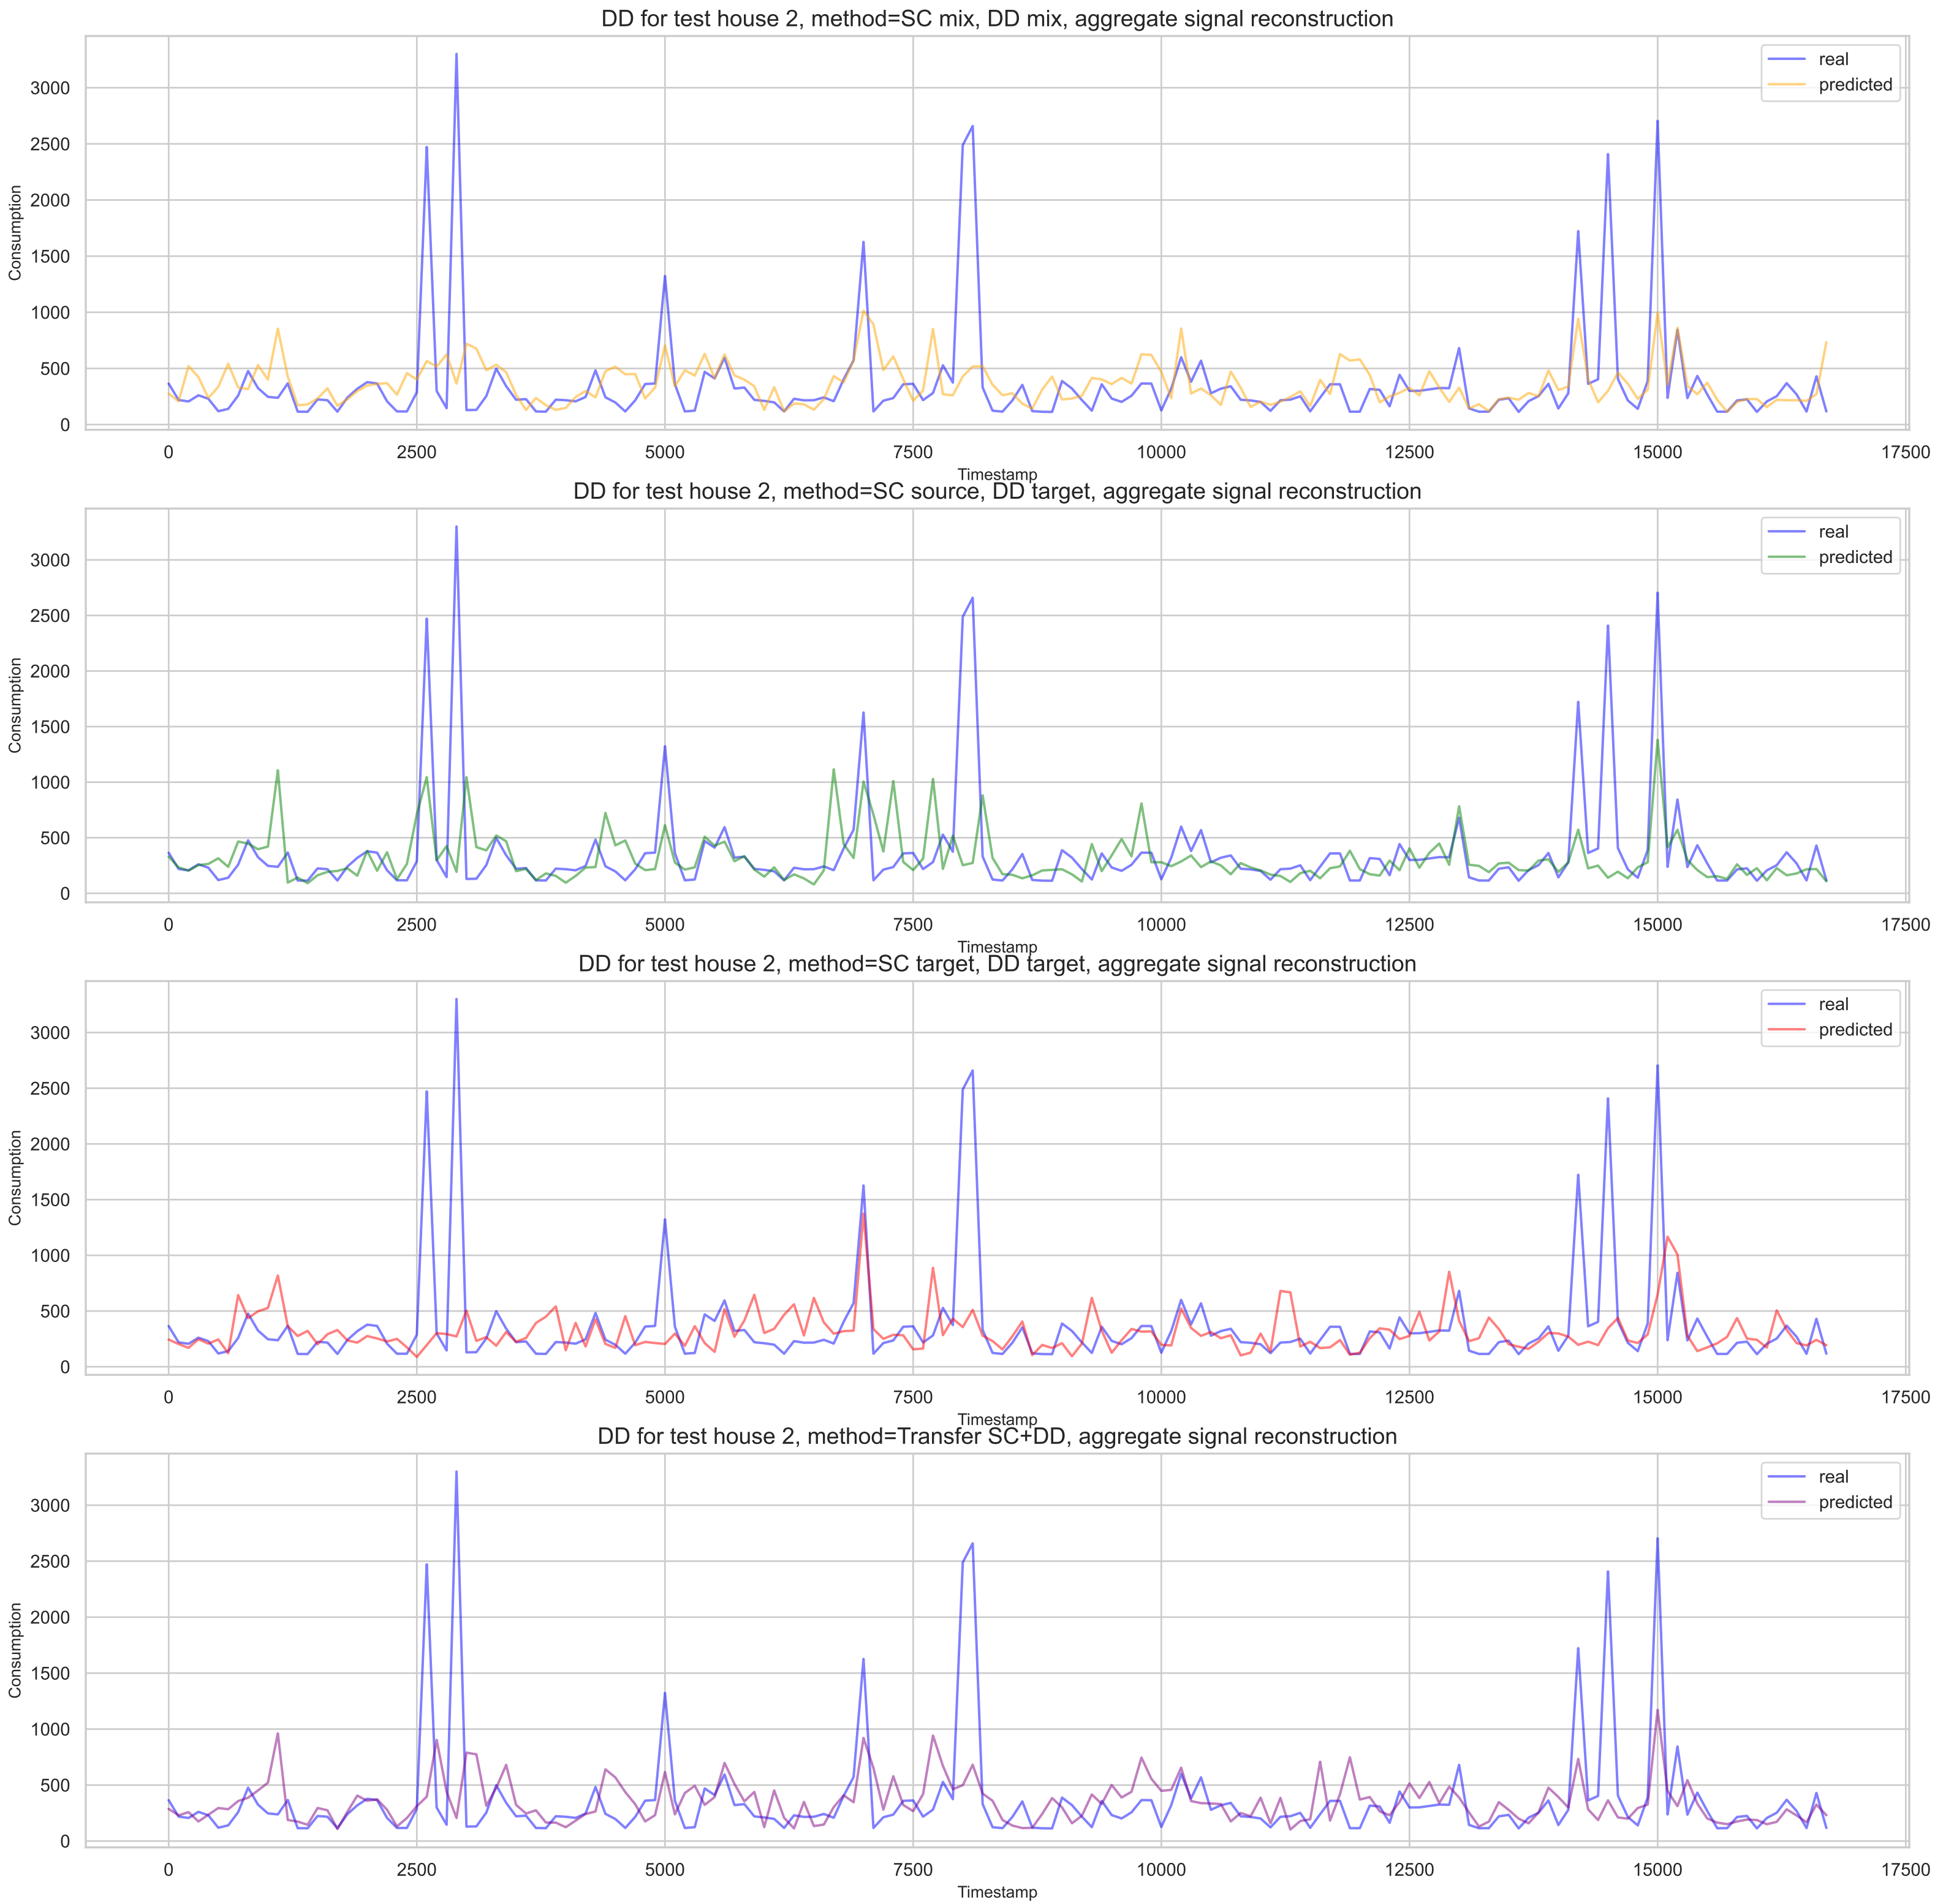 DD for test house 2, method=SC mix, DD mix, aggregate signal reconstruction
real
predicted
3000
2500
2000
1500
1000
500
0
Consumption
0 2500 5000 7500 10000 12500 15000 17500
Timestamp
DD for test house 2, method=SC source, DD target, aggregate signal reconstruction
real
predicted
3000
2500
2000
1500
1000
500
0
Consumption
0 2500 5000 7500 10000 12500 15000 17500
Timestamp
DD for test house 2, method=SC target, DD target, aggregate signal reconstruction
real
predicted
3000
2500
2000
1500
1000
500
0
Consumption
0 2500 5000 7500 10000 12500 15000 17500
Timestamp
DD for test house 2, method=Transfer SC+DD, aggregate signal reconstruction
real
predicted
3000
2500
2000
1500
1000
500
0
Consumption
0 2500 5000 7500 10000 12500 15000 17500
Timestamp